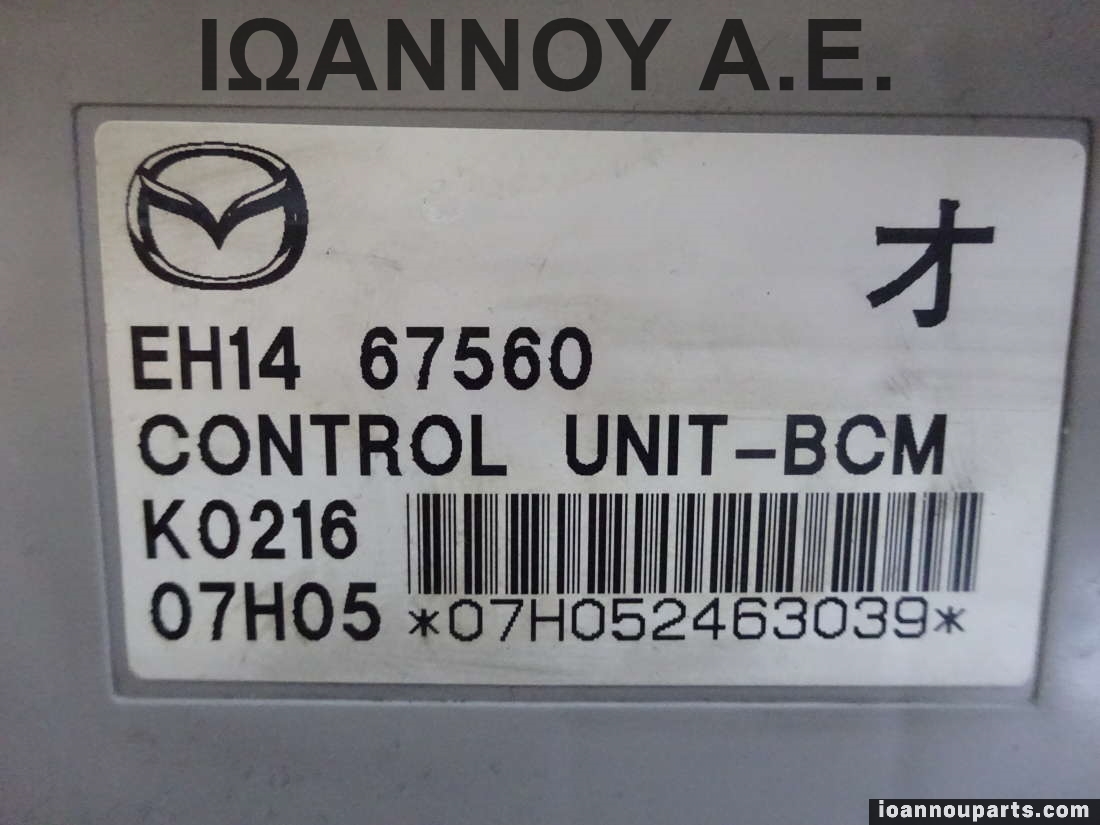 ΙΩΑΝΝΟΥ Α.Ε.
オ
EH14 67560
CONTROL UNIT-BCM
K0216
07H05 *07H052463039*
ioannouparts.com